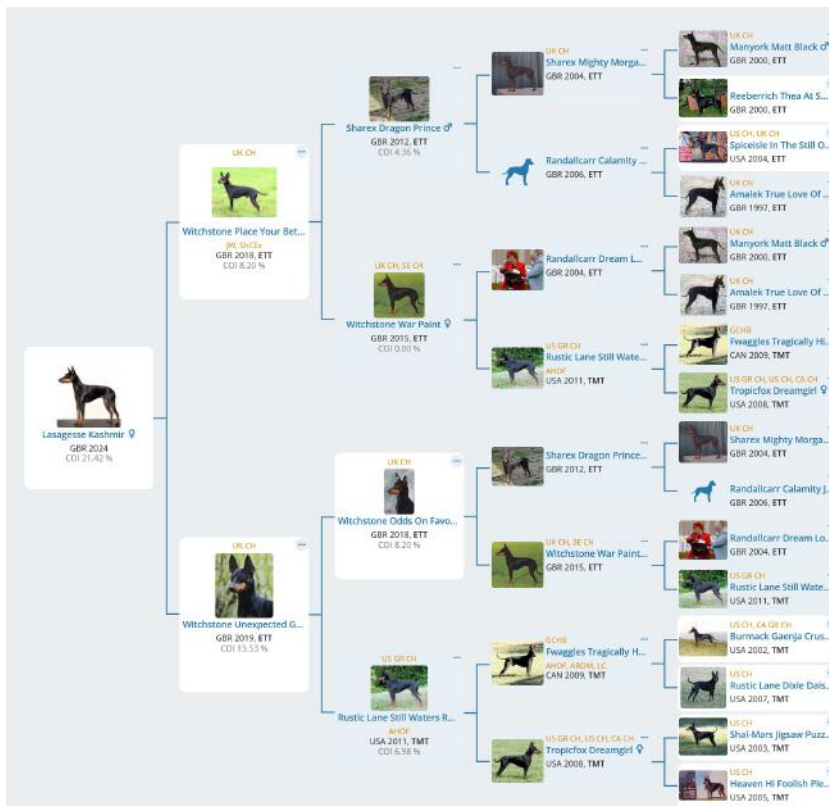 Lasagesse Kashmir ♀
GBR 2024
COI 21.42 %
UK CH
Witchstone Place Your Bet...
JW, ShCEx
GBR 2018, ETT
COI 8.20 %
UK CH
Witchstone Unexpected G...
GBR 2019, ETT
COI 13.53 %
Sharex Dragon Prince ♂
GBR 2012, ETT
COI 4.36 %
UK CH, SE CH
Witchstone War Paint ♀
GBR 2015, ETT
COI 0.00 %
UK CH
Witchstone Odds On Favo...
GBR 2018, ETT
COI 8.20 %
US GR CH
Rustic Lane Still Waters R...
AHOF
USA 2011, TMT
COI 6.98 %
UK CH
Sharex Mighty Morga...
GBR 2004, ETT
Randallcarr Calamity ...
GBR 2006, ETT
Randallcarr Dream L...
GBR 2004, ETT
US GR CH
Rustic Lane Still Wate...
AHOF
USA 2011, TMT
Sharex Dragon Prince...
GBR 2012, ETT
UK CH, SE CH
Witchstone War Paint...
GBR 2015, ETT
GCHB
Fwaggles Tragically H...
AHOF, AROM, LC
CAN 2009, TMT
US GR CH, US CH, CA CH
Tropicfox Dreamgirl ♀
USA 2008, TMT
UK CH
Manyork Matt Black ♂
GBR 2000, ETT
Reeberrich Thea At S...
GBR 2000, ETT
US CH, UK CH
Spiceisle In The Still O...
USA 2004, ETT
UK CH
Amalek True Love Of ...
GBR 1997, ETT
UK CH
Manyork Matt Black ♂
GBR 2000, ETT
UK CH
Amalek True Love Of ...
GBR 1997, ETT
GCHB
Fwaggles Tragically Hi...
CAN 2009, TMT
US GR CH, US CH, CA CH
Tropicfox Dreamgirl ♀
USA 2008, TMT
UK CH
Sharex Mighty Morga...
GBR 2004, ETT
Randallcarr Calamity J...
GBR 2006, ETT
Randallcarr Dream Lo...
GBR 2004, ETT
US GR CH
Rustic Lane Still Wate...
USA 2011, TMT
US CH, CA GR CH
Burmack Gaenja Crus...
USA 2002, TMT
US CH
Rustic Lane Dixie Dais...
USA 2007, TMT
US CH
Shal-Mars Jigsaw Puzz...
USA 2003, TMT
US CH
Heaven Hi Foolish Ple...
USA 2005, TMT